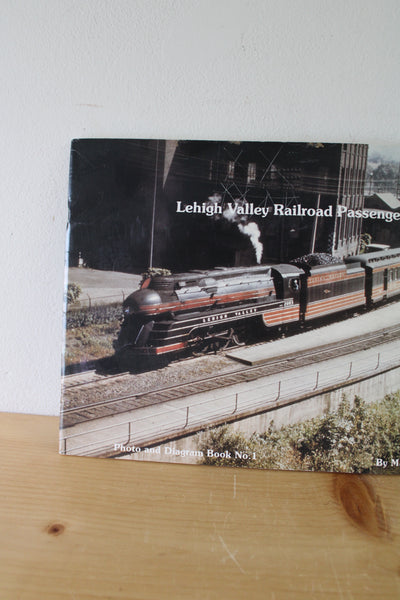 Lehigh Valley Railroad Passenge
LEHIGH VALLEY
Photo and Diagram Book No. 1
By M